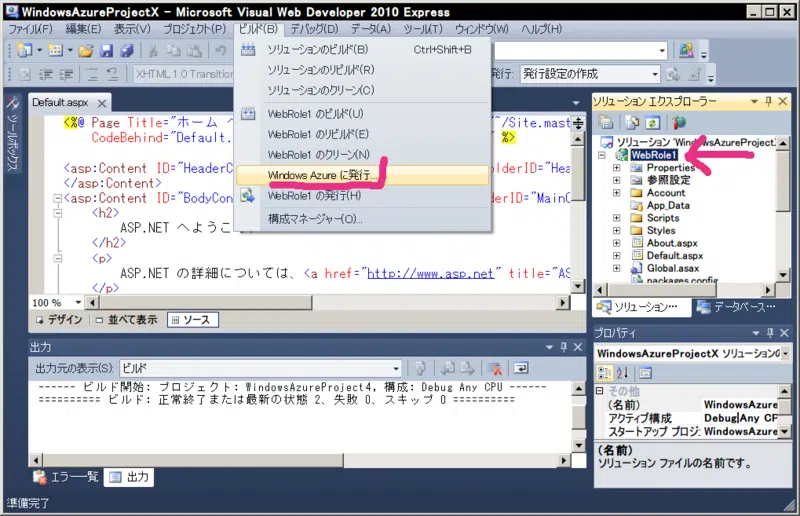 WindowsAzureProjectX - Microsoft Visual Web Developer 2010 Express
ファイル(F) 編集(E) 表示(V) プロジェクト(P) ビルド(B) デバッグ(D) データ(A) ツール(T) ウィンドウ(W) ヘルプ(H)
ソリューションのビルド(B) Ctrl+Shift+B
ソリューションのリビルド(R)
ソリューションのクリーン(C)
WebRole1 のビルド(U)
WebRole1 のリビルド(E)
WebRole1 のクリーン(N)
Windows Azure に発行...
WebRole1 の発行(H)
構成マネージャー(O)...
XHTML 1.0 Transition
発行: 発行設定の作成
ツールボックス
Default.aspx
<%@ Page Title="ホーム ペ
~/Site.mast
CodeBehind="Default.
" %>
<asp:Content ID="HeaderC
olderID="Hea
</asp:Content>
<asp:Content ID="BodyCon
olderID="MainC
<h2>
ASP.NET へようこ
</h2>
<p>
ASP.NET の詳細については、<a href="http://www.asp.net" title="AS
</p>
100 %
デザイン 並べて表示 ソース
出力
出力元の表示(S): ビルド
------ ビルド開始: プロジェクト: WindowsAzureProject4, 構成: Debug Any CPU ------
========== ビルド: 正常終了または最新の状態 2、失敗 0、スキップ 0 ==========
エラー一覧 出力
準備完了
ソリューション エクスプローラー
ソリューション 'WindowsAzureProject
WebRole1
Properties
参照設定
Account
App_Data
Scripts
Styles
About.aspx
Default.aspx
Global.asax
packages.config
ソリューション… データベース…
プロパティ
WindowsAzureProjectX ソリューションの
その他
(名前) WindowsAzure
アクティブ構成 Debug|Any CP
スタートアップ プロジ: WindowsAzure
(名前)
ソリューション ファイルの名前です。